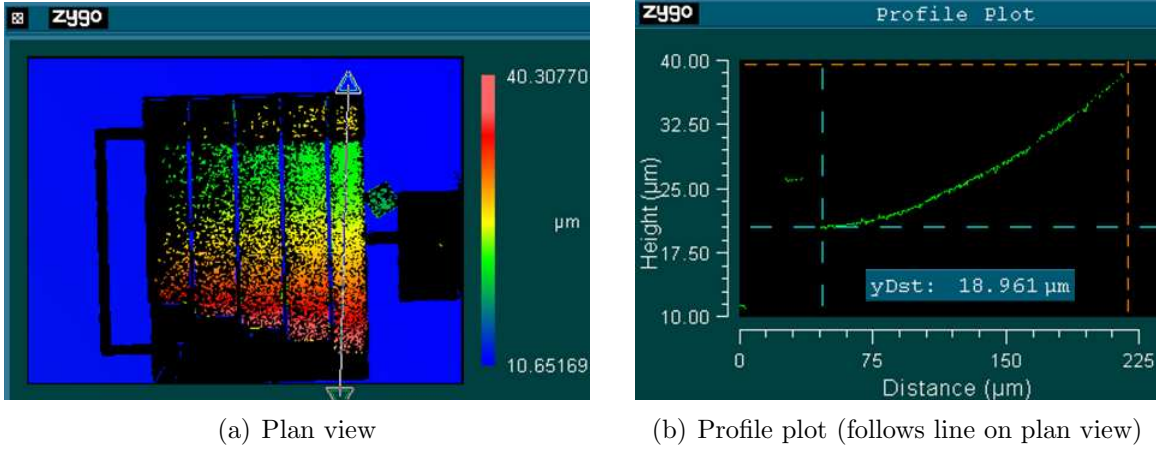 zygo
40.30770
µm
10.65169
(a) Plan view
zygo
Profile Plot
40.00
32.50
25.00
17.50
10.00
Height (µm)
yDst: 18.961 µm
0
75
150
225
Distance (µm)
(b) Profile plot (follows line on plan view)